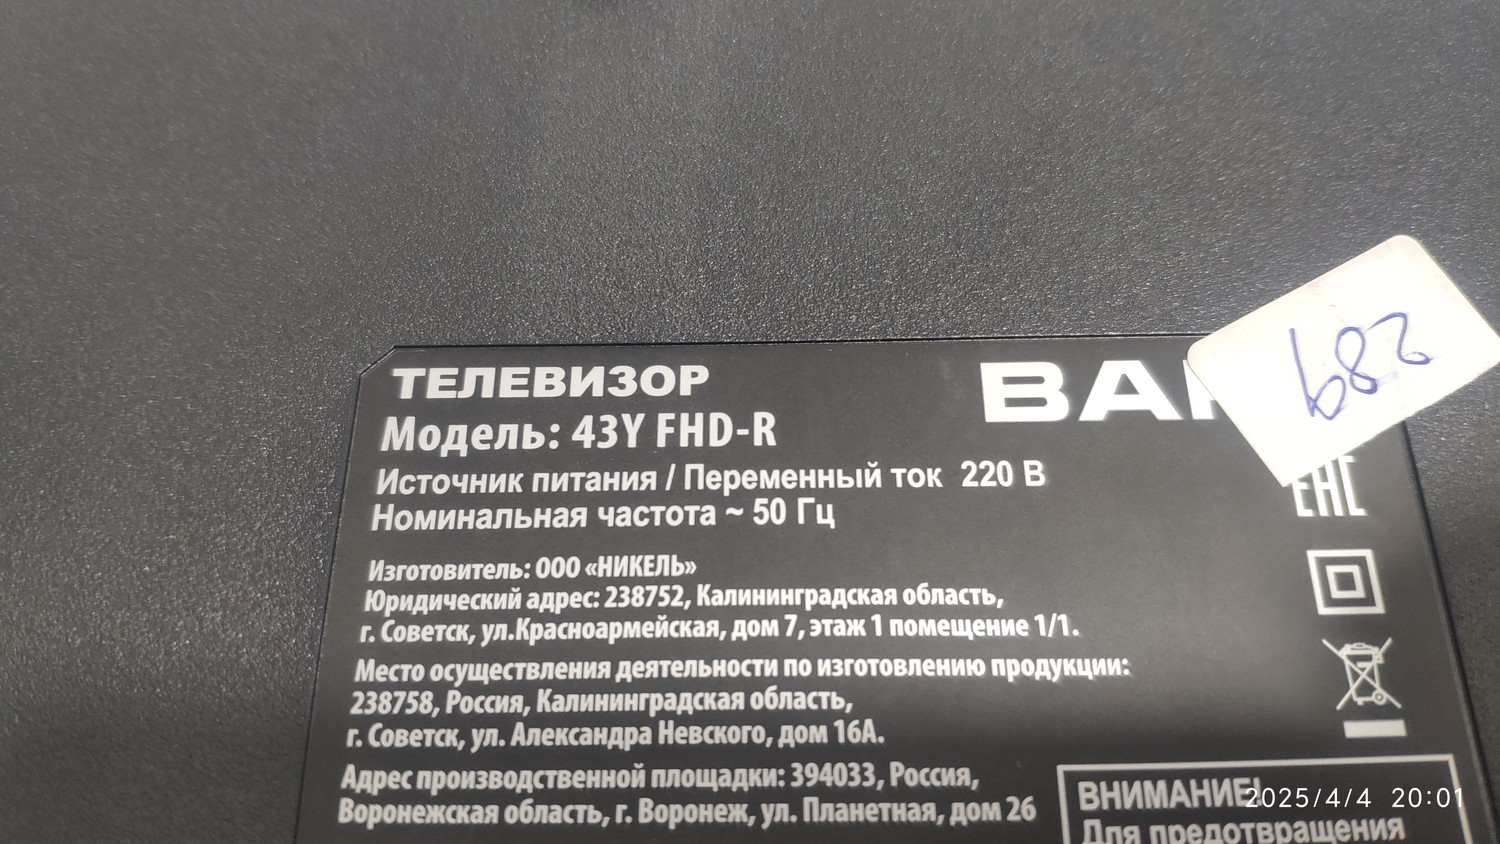 ТЕЛЕВИЗОР
Модель: 43Y FHD-R
Источник питания / Переменный ток 220 В
Номинальная частота ~ 50 Гц
Изготовитель: ООО «НИКЕЛЬ»
Юридический адрес: 238752, Калининградская область,
г. Советск, ул.Красноармейская, дом 7, этаж 1 помещение 1/1.
Место осуществления деятельности по изготовлению продукции:
238758, Россия, Калининградская область,
г. Советск, ул. Александра Невского, дом 16А.
Адрес производственной площадки: 394033, Россия,
Воронежская область, г. Воронеж, ул. Планетная, дом 26
289
EAC
ВНИМАНИЕ!
Для предотвращения
2025/4/4 20:01